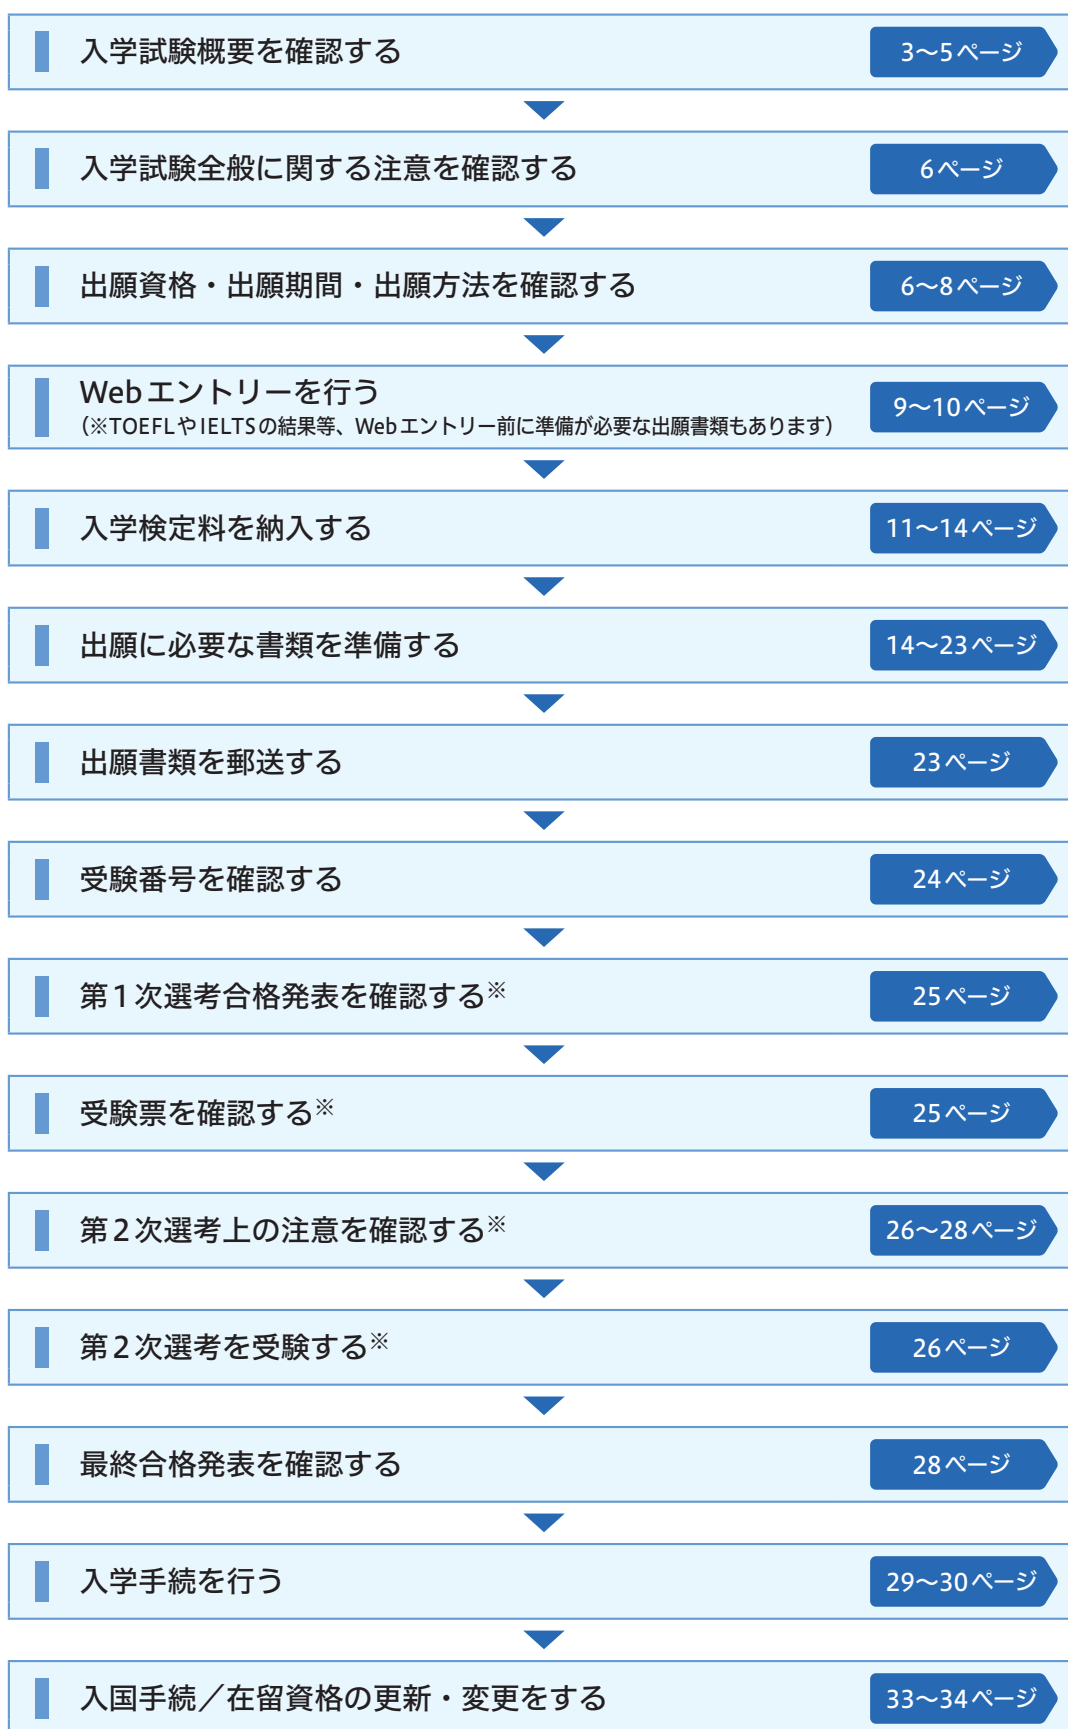 入学試験概要を確認する 3～5ページ
入学試験全般に関する注意を確認する 6ページ
出願資格・出願期間・出願方法を確認する 6～8ページ
Webエントリーを行う 9～10ページ
（※TOEFLやIELTSの結果等、Webエントリー前に準備が必要な出願書類もあります）
入学検定料を納入する 11～14ページ
出願に必要な書類を準備する 14～23ページ
出願書類を郵送する 23ページ
受験番号を確認する 24ページ
第1次選考合格発表を確認する※ 25ページ
受験票を確認する※ 25ページ
第2次選考上の注意を確認する※ 26～28ページ
第2次選考を受験する※ 26ページ
最終合格発表を確認する 28ページ
入学手続を行う 29～30ページ
入国手続／在留資格の更新・変更をする 33～34ページ